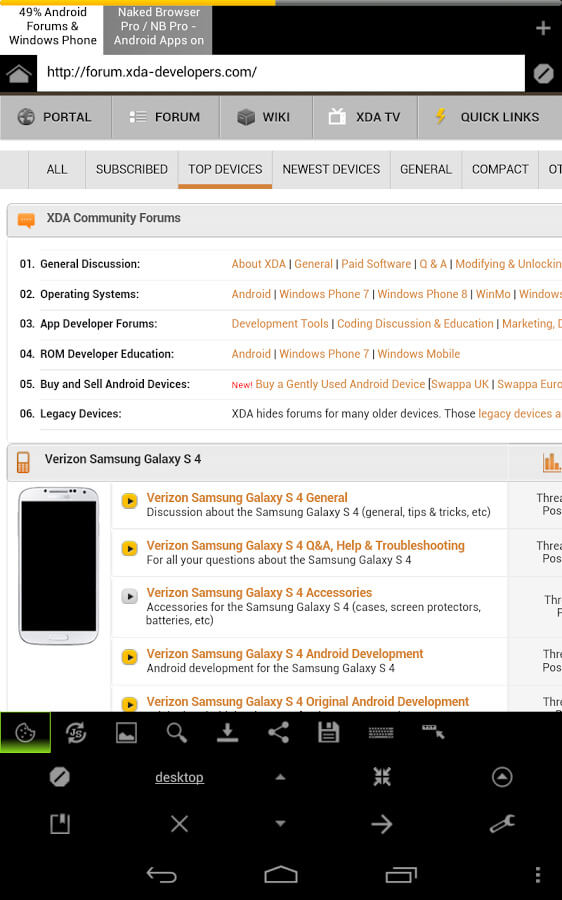 49% Android
Forums &
Windows Phone
Naked Browser
Pro / NB Pro -
Android Apps on
http://forum.xda-developers.com/
PORTAL FORUM WIKI XDA TV QUICK LINKS
ALL SUBSCRIBED TOP DEVICES NEWEST DEVICES GENERAL COMPACT OT
XDA Community Forums
01. General Discussion: About XDA | General | Paid Software | Q & A | Modifying & Unlockin
02. Operating Systems: Android | Windows Phone 7 | Windows Phone 8 | WinMo | Windows
03. App Developer Forums: Development Tools | Coding Discussion & Education | Marketing, D
04. ROM Developer Education: Android | Windows Phone 7 | Windows Mobile
05. Buy and Sell Android Devices: New! Buy a Gently Used Android Device [Swappa UK | Swappa Euro
06. Legacy Devices: XDA hides forums for many older devices. Those legacy devices a
Verizon Samsung Galaxy S 4
Verizon Samsung Galaxy S 4 General
Discussion about the Samsung Galaxy S 4 (general, tips & tricks, etc)
Threa
Pos
Verizon Samsung Galaxy S 4 Q&A, Help & Troubleshooting
For all your questions about the Samsung Galaxy S 4
Threa
Pos
Verizon Samsung Galaxy S 4 Accessories
Accessories for the Samsung Galaxy S 4 (cases, screen protectors,
batteries, etc)
Thr
P
Verizon Samsung Galaxy S 4 Android Development
Android development for the Samsung Galaxy S 4
Threa
Pos
Verizon Samsung Galaxy S 4 Original Android Development
Threa
JS
desktop